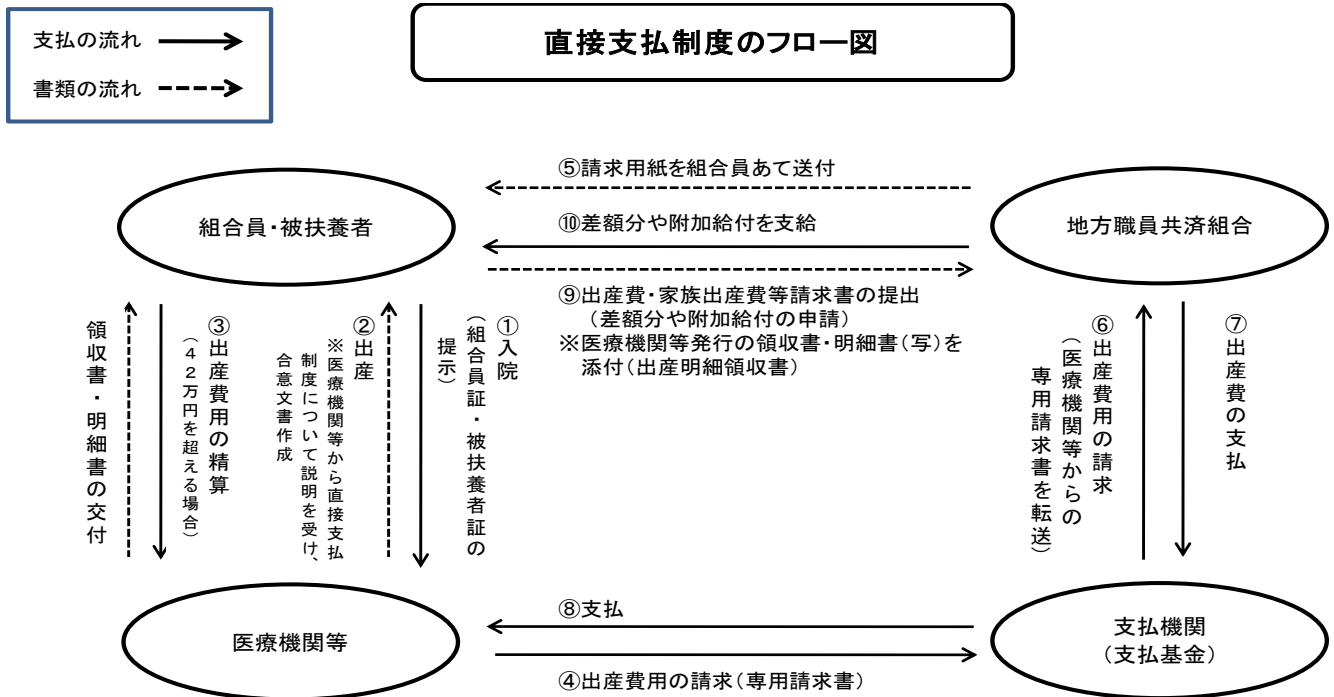 支払の流れ
書類の流れ
直接支払制度のフロー図
⑤請求用紙を組合員あて送付
組合員・被扶養者
⑩差額分や附加給付を支給
地方職員共済組合
⑨出産費・家族出産費等請求書の提出
(差額分や附加給付の申請)
※医療機関等発行の領収書・明細書(写)を
添付(出産明細領収書)
領収書・明細書の交付
③出産費用の精算
(42万円を超える場合)
②出産
※医療機関等から直接支払
制度について説明を受け、
合意文書作成
①入院
(組合員証・被扶養者証の
提示)
⑥出産費用の請求
(医療機関等からの
専用請求書を転送)
⑦出産費の支払
医療機関等
⑧支払
④出産費用の請求(専用請求書)
支払機関
(支払基金)